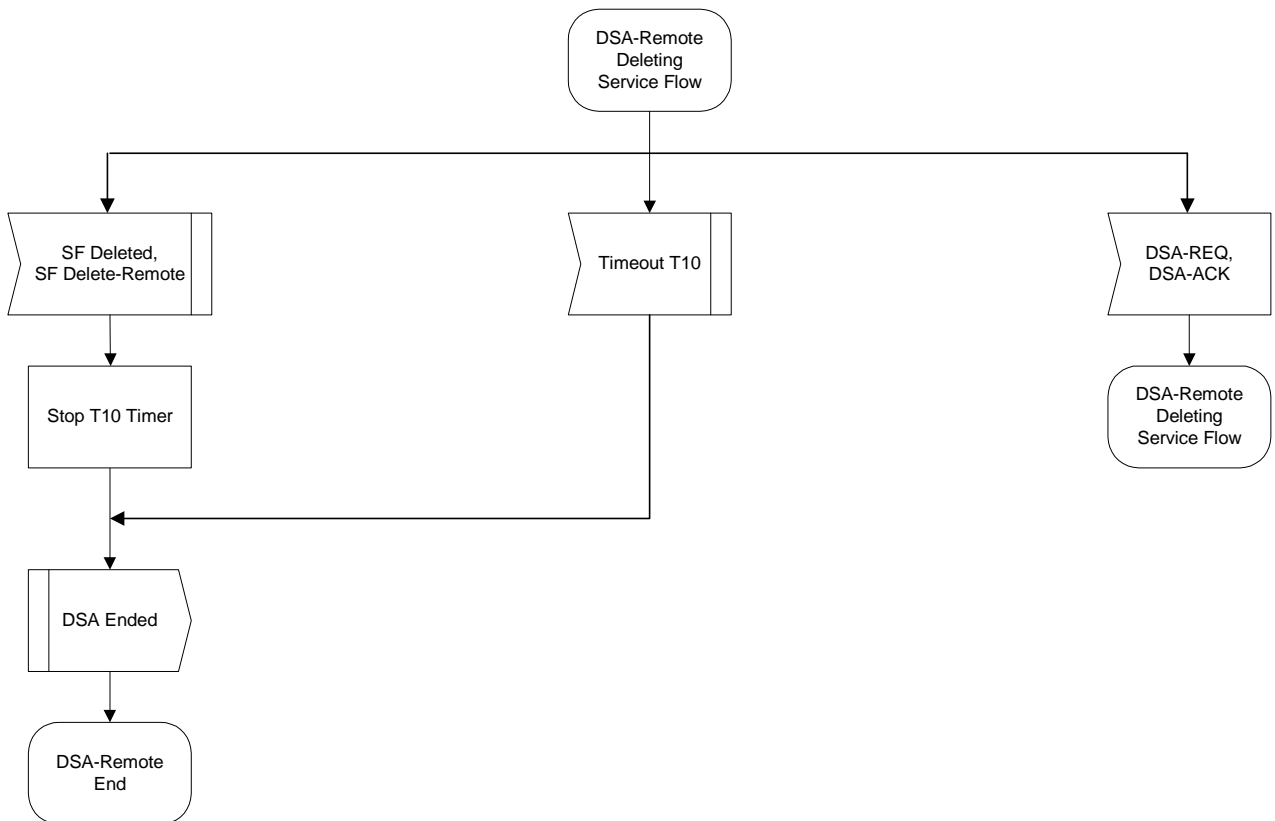 DSA-Remote
Deleting
Service Flow
SF Deleted,
SF Delete-Remote
Timeout T10
DSA-REQ,
DSA-ACK
Stop T10 Timer
DSA-Remote
Deleting
Service Flow
DSA Ended
DSA-Remote
End